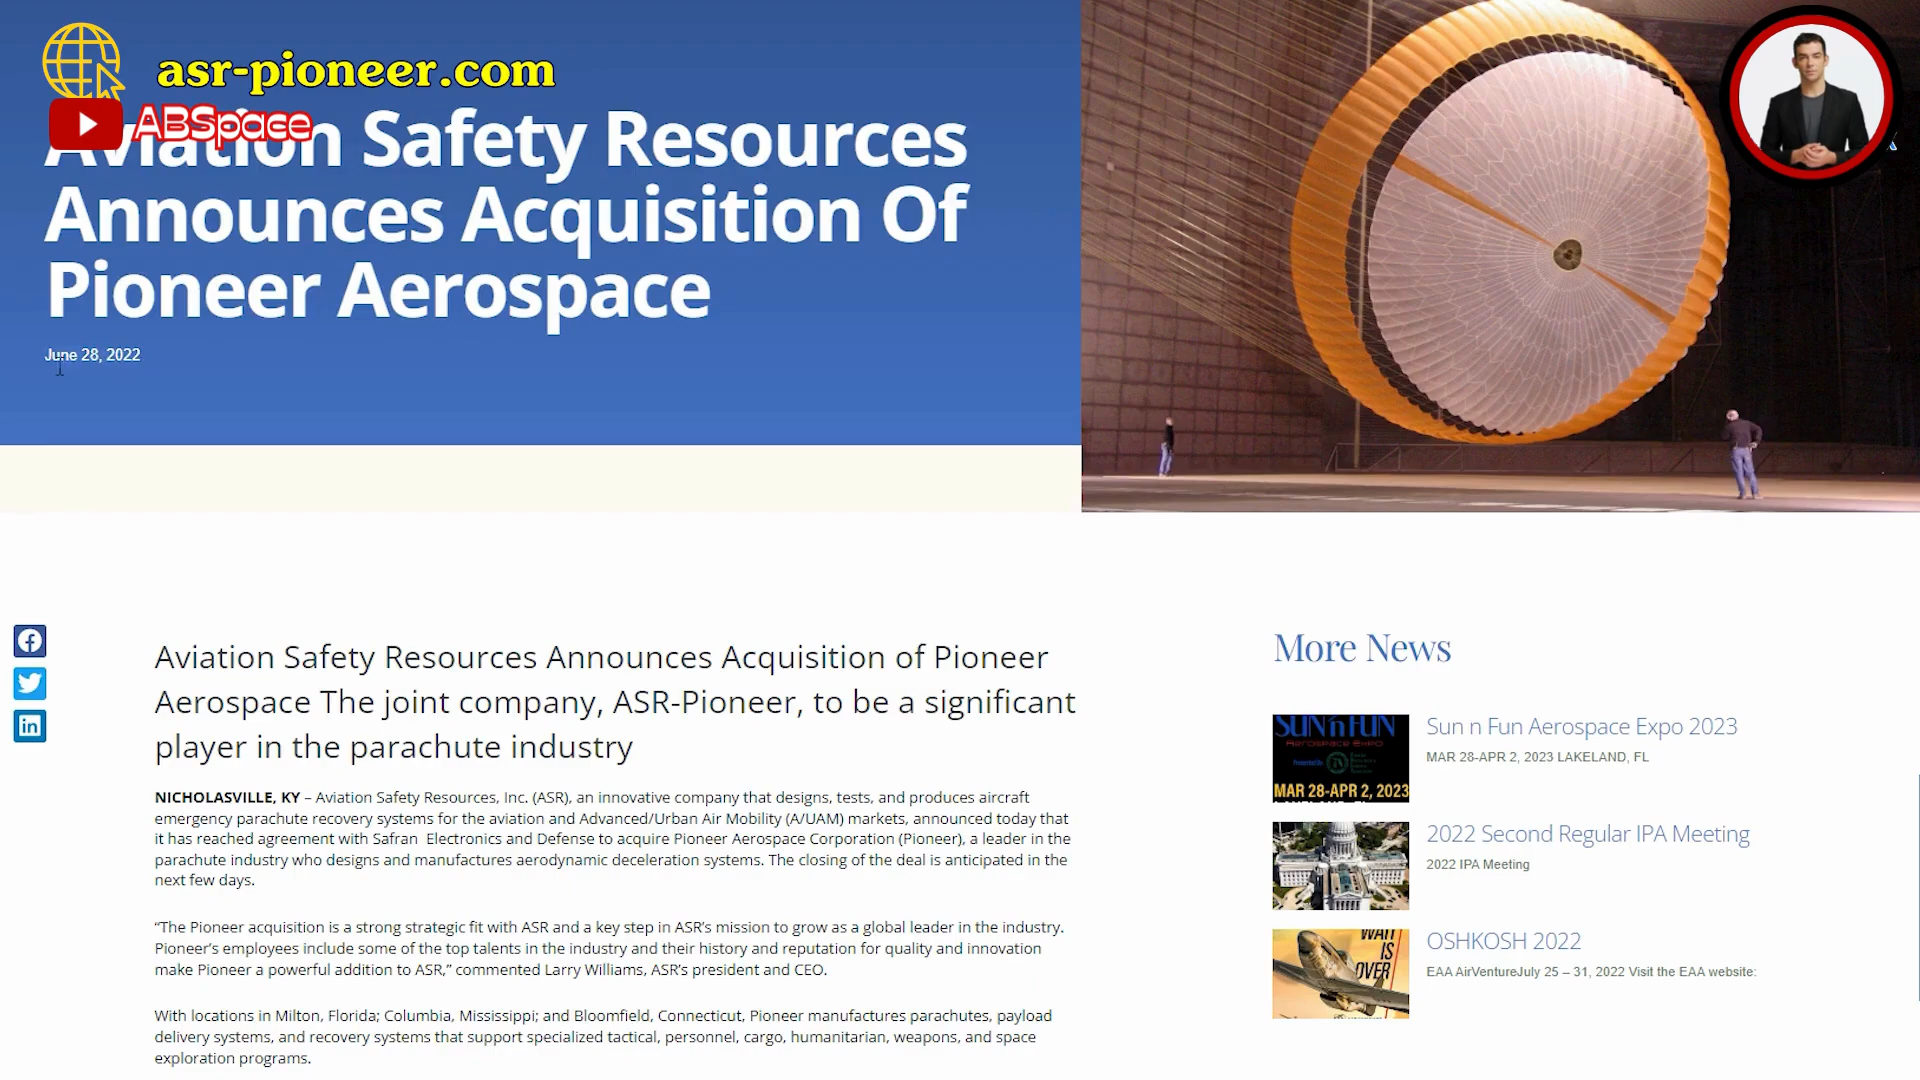 asr-pioneer.com
ABSpace
Aviation Safety Resources
Announces Acquisition Of
Pioneer Aerospace
June 28, 2022
Aviation Safety Resources Announces Acquisition of Pioneer
Aerospace The joint company, ASR-Pioneer, to be a significant
player in the parachute industry
NICHOLASVILLE, KY – Aviation Safety Resources, Inc. (ASR), an innovative company that designs, tests, and produces aircraft
emergency parachute recovery systems for the aviation and Advanced/Urban Air Mobility (A/UAM) markets, announced today that
it has reached agreement with Safran Electronics and Defense to acquire Pioneer Aerospace Corporation (Pioneer), a leader in the
parachute industry who designs and manufactures aerodynamic deceleration systems. The closing of the deal is anticipated in the
next few days.
“The Pioneer acquisition is a strong strategic fit with ASR and a key step in ASR’s mission to grow as a global leader in the industry.
Pioneer’s employees include some of the top talents in the industry and their history and reputation for quality and innovation
make Pioneer a powerful addition to ASR,” commented Larry Williams, ASR’s president and CEO.
With locations in Milton, Florida; Columbia, Mississippi; and Bloomfield, Connecticut, Pioneer manufactures parachutes, payload
delivery systems, and recovery systems that support specialized tactical, personnel, cargo, humanitarian, weapons, and space
exploration programs.
More News
SUN 'n FUN
Aerospace Expo
Presented By
MAR 28-APR 2, 2023
Sun n Fun Aerospace Expo 2023
MAR 28-APR 2, 2023 LAKELAND, FL
2022 Second Regular IPA Meeting
2022 IPA Meeting
WAIT
IS
OVER
OSHKOSH 2022
EAA AirVentureJuly 25 – 31, 2022 Visit the EAA website: